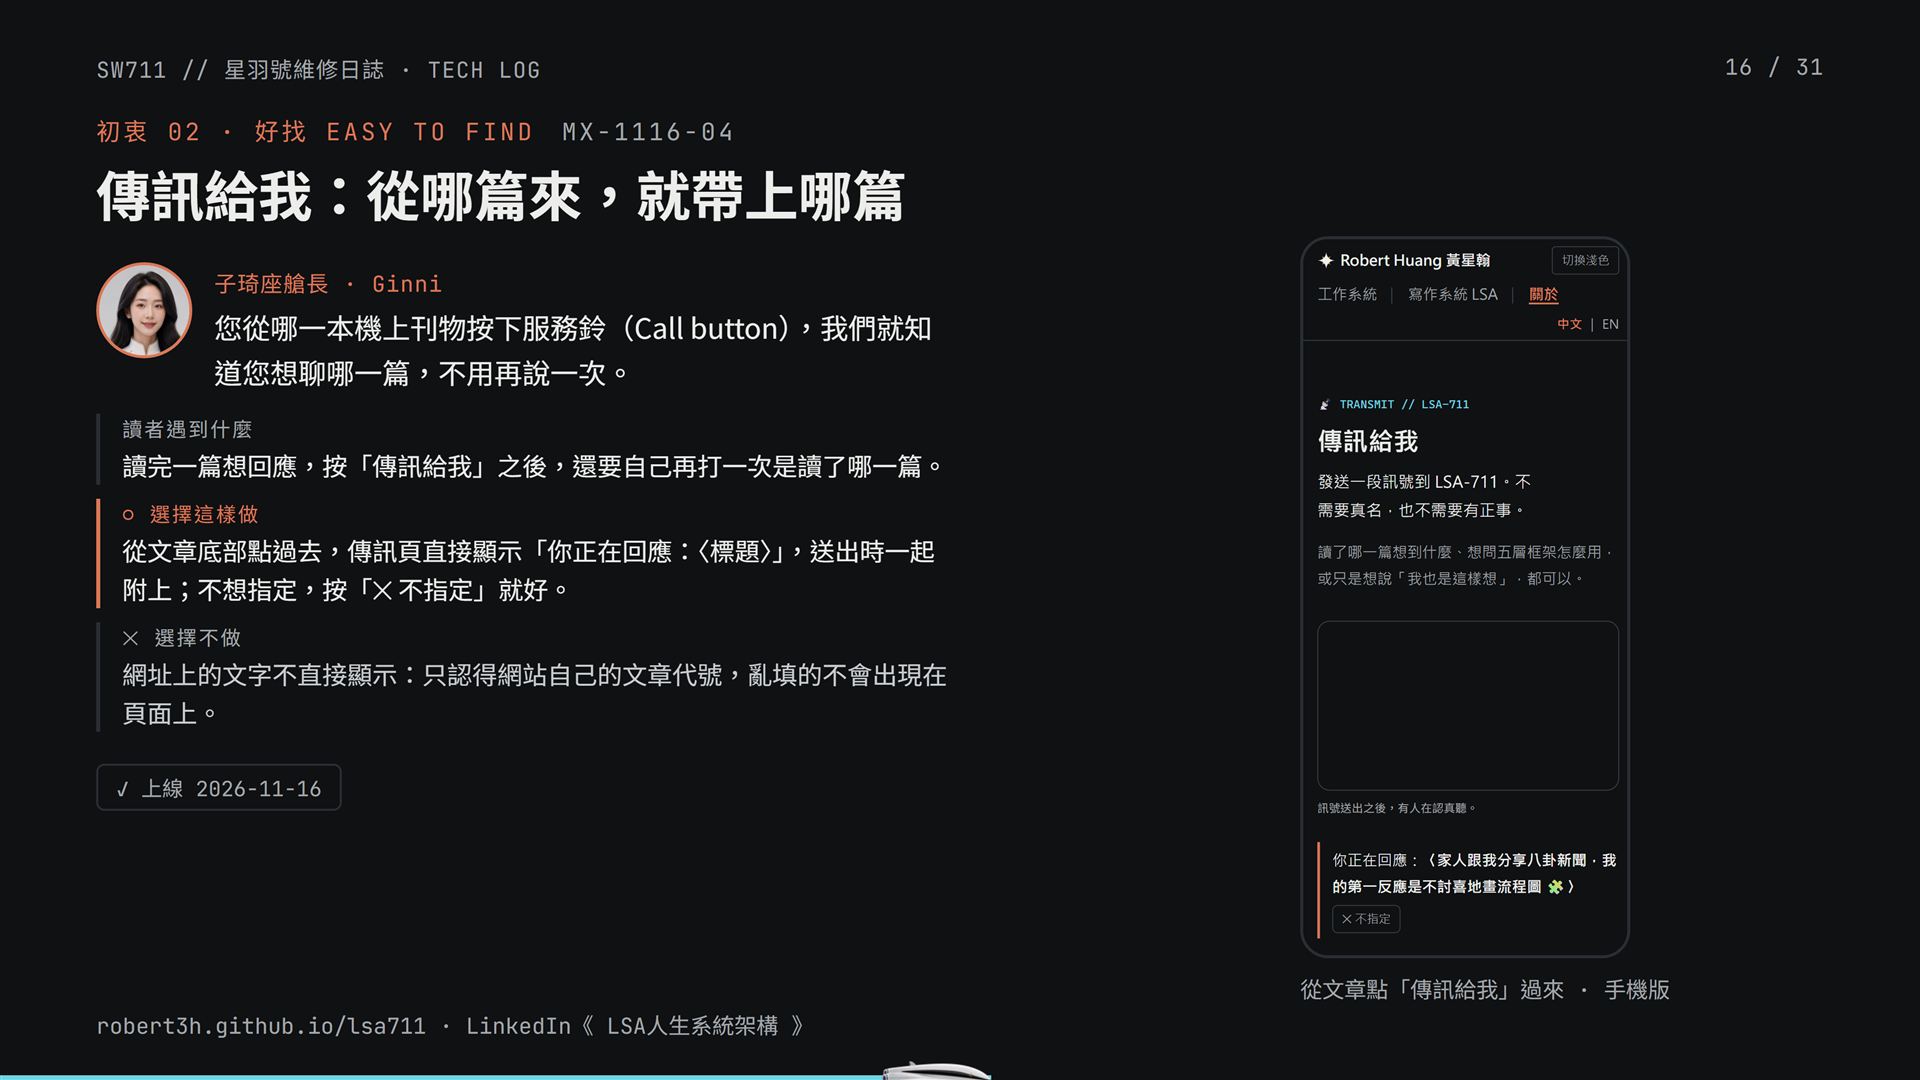 SW711 // 星羽號維修日誌 · TECH LOG
16 / 31
初衷 02 · 好找 EASY TO FIND MX-1116-04
傳訊給我：從哪篇來，就帶上哪篇
子琦座艙長 · Ginni
您從哪一本機上刊物按下服務鈴（Call button），我們就知
道您想聊哪一篇，不用再說一次。
讀者遇到什麼
讀完一篇想回應，按「傳訊給我」之後，還要自己再打一次是讀了哪一篇。
○ 選擇這樣做
從文章底部點過去，傳訊頁直接顯示「你正在回應：〈標題〉」，送出時一起
附上；不想指定，按「✕ 不指定」就好。
✕ 選擇不做
網址上的文字不直接顯示：只認得網站自己的文章代號，亂填的不會出現在
頁面上。
✓ 上線 2026-11-16
robert3h.github.io/lsa711 · LinkedIn《 LSA人生系統架構 》
✦ Robert Huang 黃星翰
切換淺色
工作系統 | 寫作系統 LSA | 關於
中文 | EN
TRANSMIT // LSA-711
傳訊給我
發送一段訊號到 LSA-711。不
需要真名，也不需要有正事。
讀了哪一篇想到什麼、想問五層框架怎麼用，
或只是想說「我也是這樣想」，都可以。
訊號送出之後，有人在認真聽。
你正在回應：〈家人跟我分享八卦新聞，我
的第一反應是不討喜地畫流程圖 🧩〉
✕ 不指定
從文章點「傳訊給我」過來 · 手機版